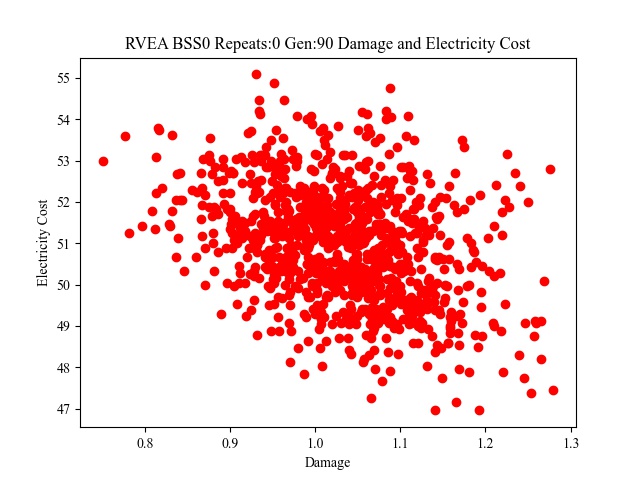 RVEA BSS0 Repeats:0 Gen:90 Damage and Electricity Cost
55
54
53
52
51
50
49
48
47
Electricity Cost
0.8 0.9 1.0 1.1 1.2 1.3
Damage